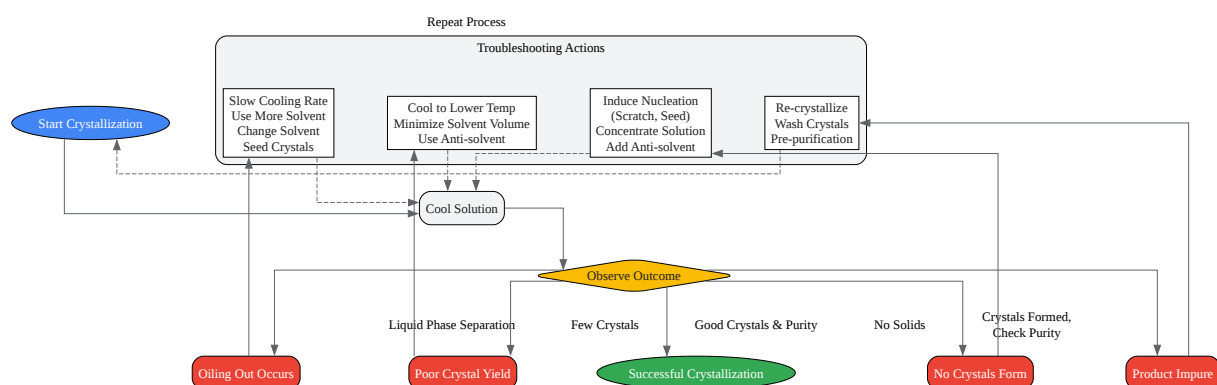 Repeat Process
Troubleshooting Actions
Start Crystallization
Slow Cooling Rate
Use More Solvent
Change Solvent
Seed Crystals
Cool to Lower Temp
Minimize Solvent Volume
Use Anti-solvent
Induce Nucleation
(Scratch, Seed)
Concentrate Solution
Add Anti-solvent
Re-crystallize
Wash Crystals
Pre-purification
Cool Solution
Observe Outcome
Liquid Phase Separation
Few Crystals
Good Crystals & Purity
No Solids
Crystals Formed,
Check Purity
Oiling Out Occurs
Poor Crystal Yield
Successful Crystallization
No Crystals Form
Product Impure